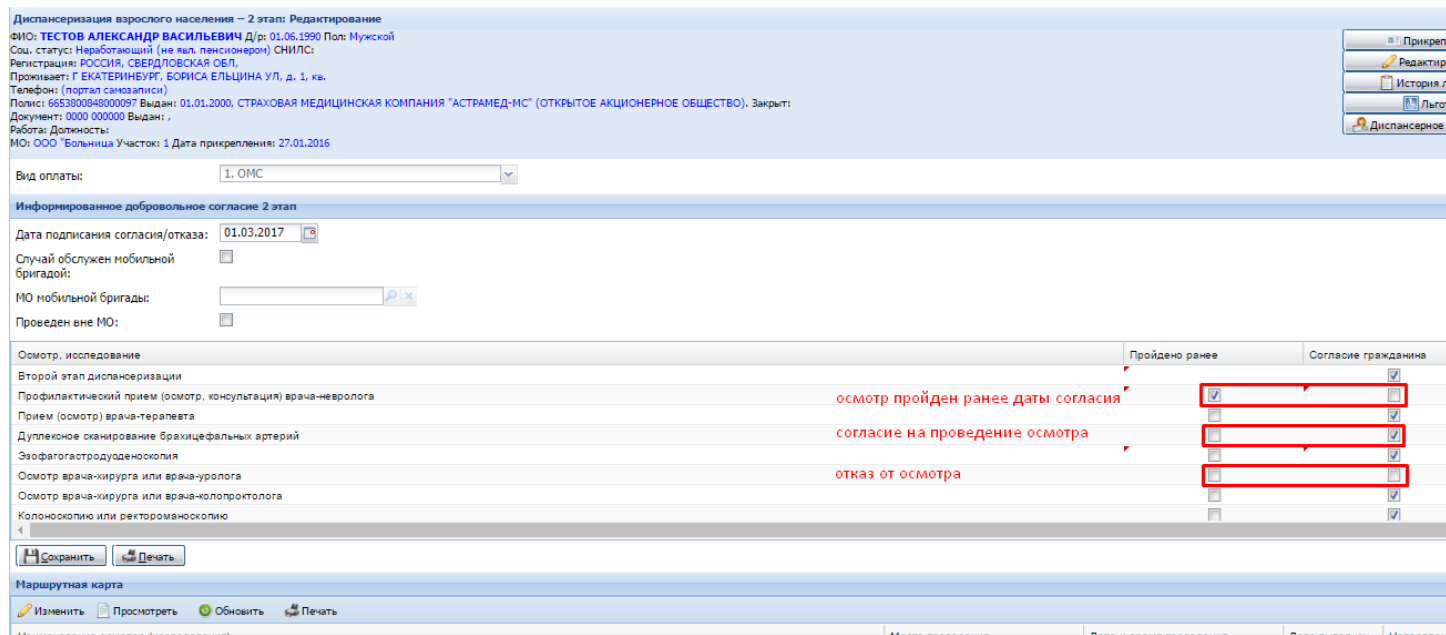 Диспансеризация взрослого населения – 2 этап: Редактирование
ФИО: ТЕСТОВ АЛЕКСАНДР ВАСИЛЬЕВИЧ Д/р: 01.06.1990 Пол: Мужской
Соц. статус: Неработающий (не явл. пенсионером) СНИЛС:
Регистрация: РОССИЯ, СВЕРДЛОВСКАЯ ОБЛ,
Проживает: Г ЕКАТЕРИНБУРГ, БОРИСА ЕЛЬЦИНА УЛ, д. 1, кв.
Телефон: (портал самозаписи)
Полис: 6653800848000097 Выдан: 01.01.2000, СТРАХОВАЯ МЕДИЦИНСКАЯ КОМПАНИЯ "АСТРАМЕД-МС" (ОТКРЫТОЕ АКЦИОНЕРНОЕ ОБЩЕСТВО). Закрыт:
Документ: 0000 000000 Выдан: ,
Работа: Должность:
МО: ООО "Больница Участок: 1 Дата прикрепления: 27.01.2016
Прикреп
Редактир
История л
Льго
Диспансерное
Вид оплаты: 1. ОМС
Информированное добровольное согласие 2 этап
Дата подписания согласия/отказа: 01.03.2017
Случай обслужен мобильной
бригадой:
МО мобильной бригады:
Проведен вне МО:
Осмотр, исследование Пройдено ранее Согласие гражданина
Второй этап диспансеризации
Профилактический прием (осмотр, консультация) врача-невролога осмотр пройден ранее даты согласия
Прием (осмотр) врача-терапевта
Дуплексное сканирование брахицефальных артерий согласие на проведение осмотра
Эзофагогастродуоденоскопия
Осмотр врача-хирурга или врача-уролога отказ от осмотра
Осмотр врача-хирурга или врача-колопроктолога
Колоноскопию или ректороманоскопию
Сохранить Печать
Маршрутная карта
Изменить Просмотреть Обновить Печать